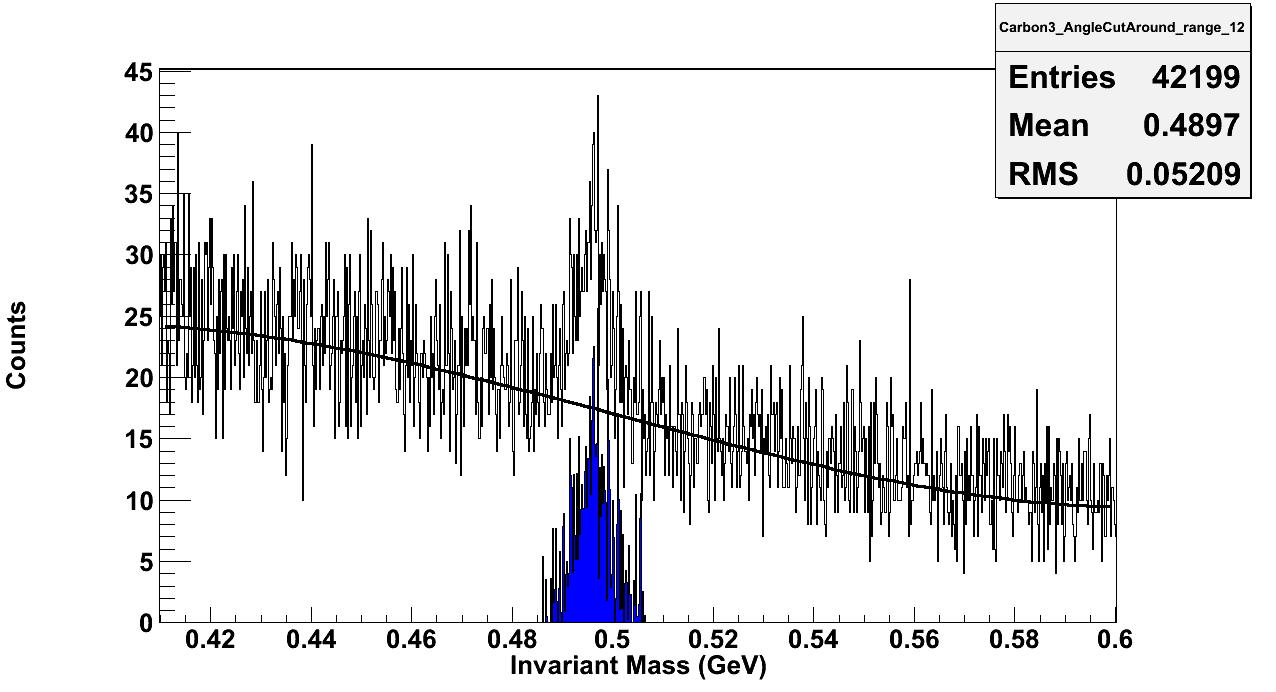 Carbon3_AngleCutAround_range_12
Entries 42199
Mean 0.4897
RMS 0.05209
Counts
45
40
35
30
25
20
15
10
5
0
0.42 0.44 0.46 0.48 0.5 0.52 0.54 0.56 0.58 0.6
Invariant Mass (GeV)